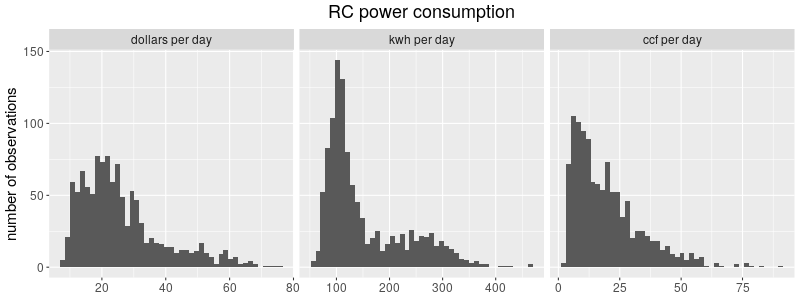 RC power consumption
dollars per day kwh per day ccf per day
number of observations
150
100
50
0
20 40 60 80 100 200 300 400 0 25 50 75